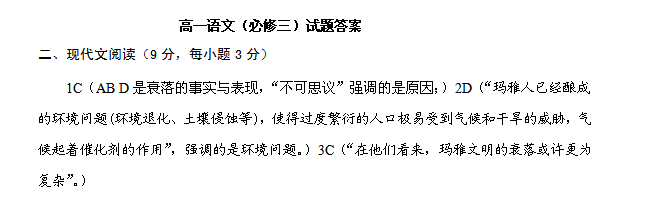 高一语文（必修三）试题答案
二、现代文阅读（9 分，每小题 3 分）
1C（AB D 是衰落的事实与表现，“不可思议”强调的是原因；）2D（“玛雅人已经酿成
的环境问题(环境退化、土壤侵蚀等)，使得过度繁衍的人口极易受到气候和干旱的威胁，气
候起着催化剂的作用”，强调的是环境问题。）3C（“在他们看来，玛雅文明的衰落或许更为
复杂”。）